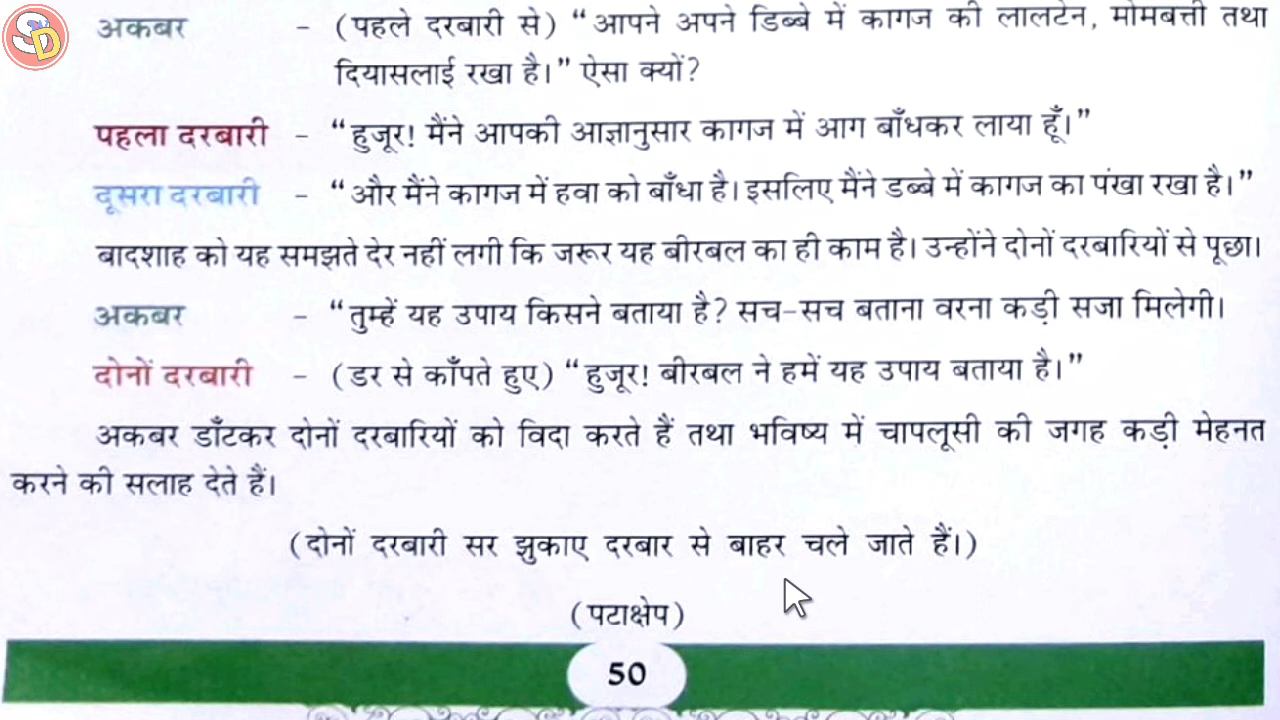 SD
अकबर - (पहले दरबारी से) “आपने अपने डिब्बे में कागज की लालटेन, मोमबत्ती तथा
दियासलाई रखा है।” ऐसा क्यों?
पहला दरबारी - “हुजूर! मैंने आपकी आज्ञानुसार कागज में आग बाँधकर लाया हूँ।”
दूसरा दरबारी - “और मैंने कागज में हवा को बाँधा है। इसलिए मैंने डब्बे में कागज का पंखा रखा है।”
बादशाह को यह समझते देर नहीं लगी कि जरूर यह बीरबल का ही काम है। उन्होंने दोनों दरबारियों से पूछा।
अकबर - “तुम्हें यह उपाय किसने बताया है? सच-सच बताना वरना कड़ी सजा मिलेगी।
दोनों दरबारी - (डर से काँपते हुए) “हुजूर! बीरबल ने हमें यह उपाय बताया है।”
अकबर डाँटकर दोनों दरबारियों को विदा करते हैं तथा भविष्य में चापलूसी की जगह कड़ी मेहनत
करने की सलाह देते हैं।
(दोनों दरबारी सर झुकाए दरबार से बाहर चले जाते हैं।)
(पटाक्षेप)
50